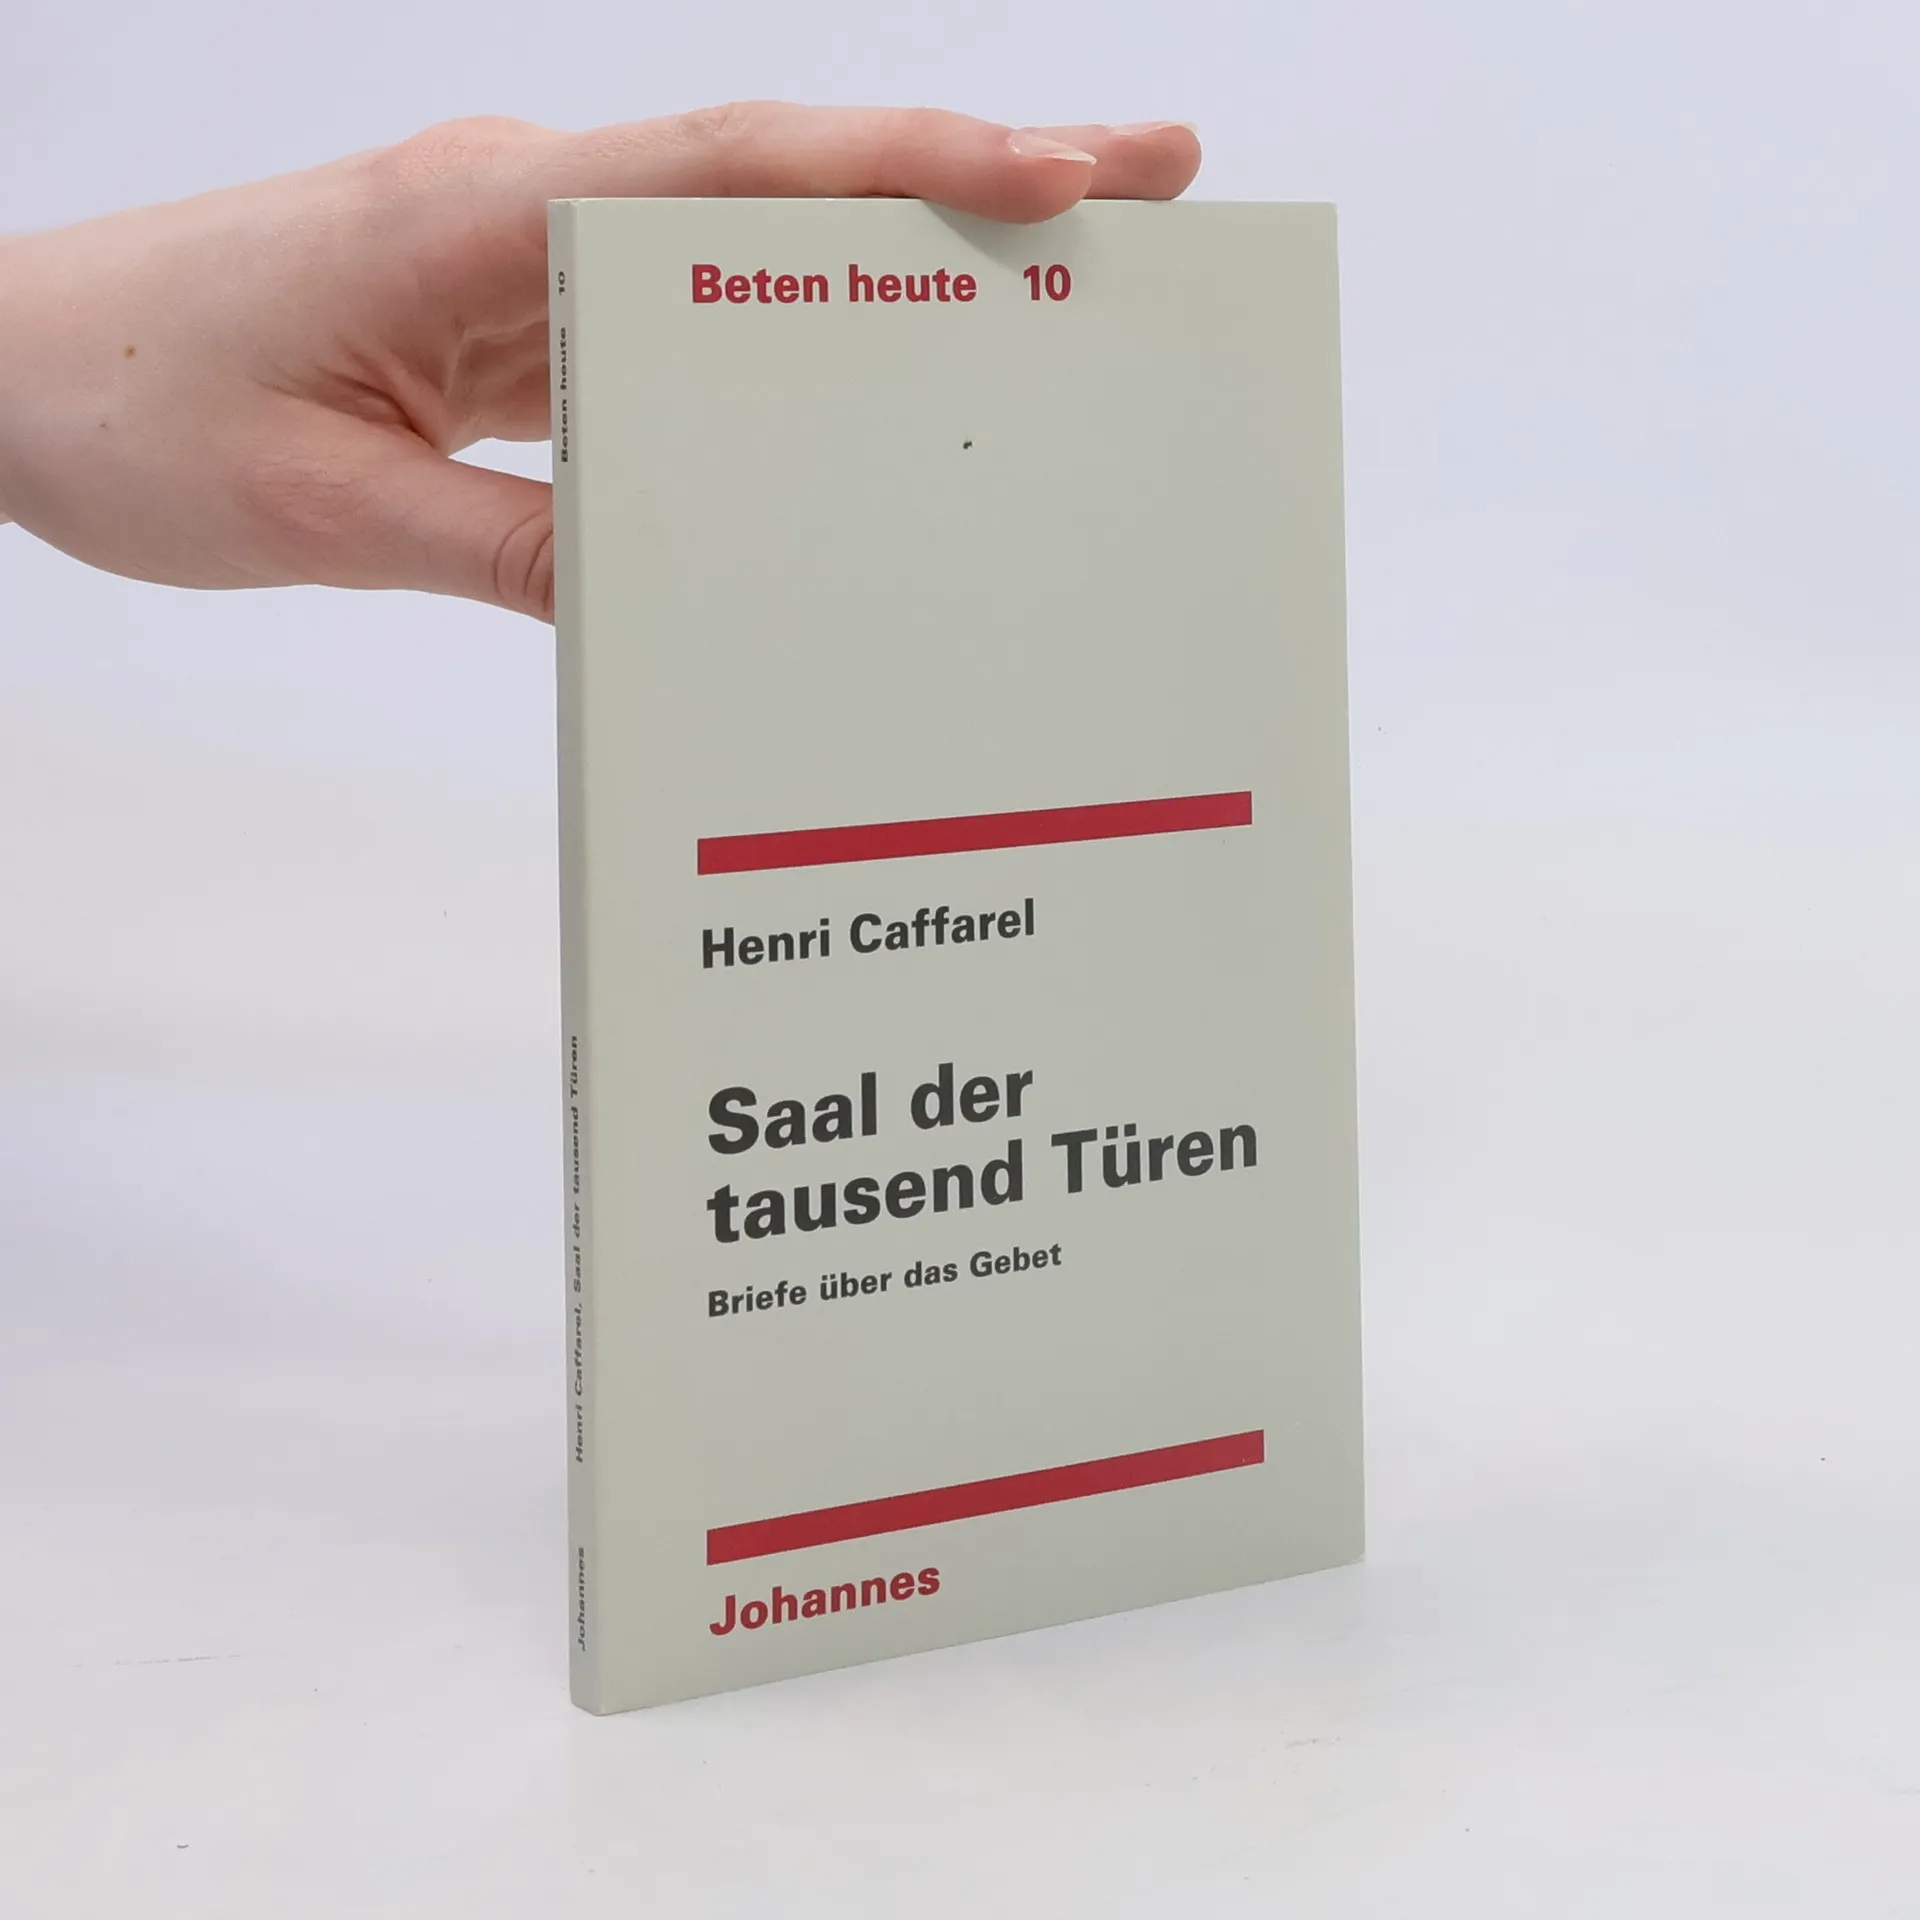 Beten heute 10
Henri Caffarel
Saal der
tausend Türen
Briefe über das Gebet
Johannes
Johannes Henri Caffarel, Saal der tausend Türen Beten heute 10